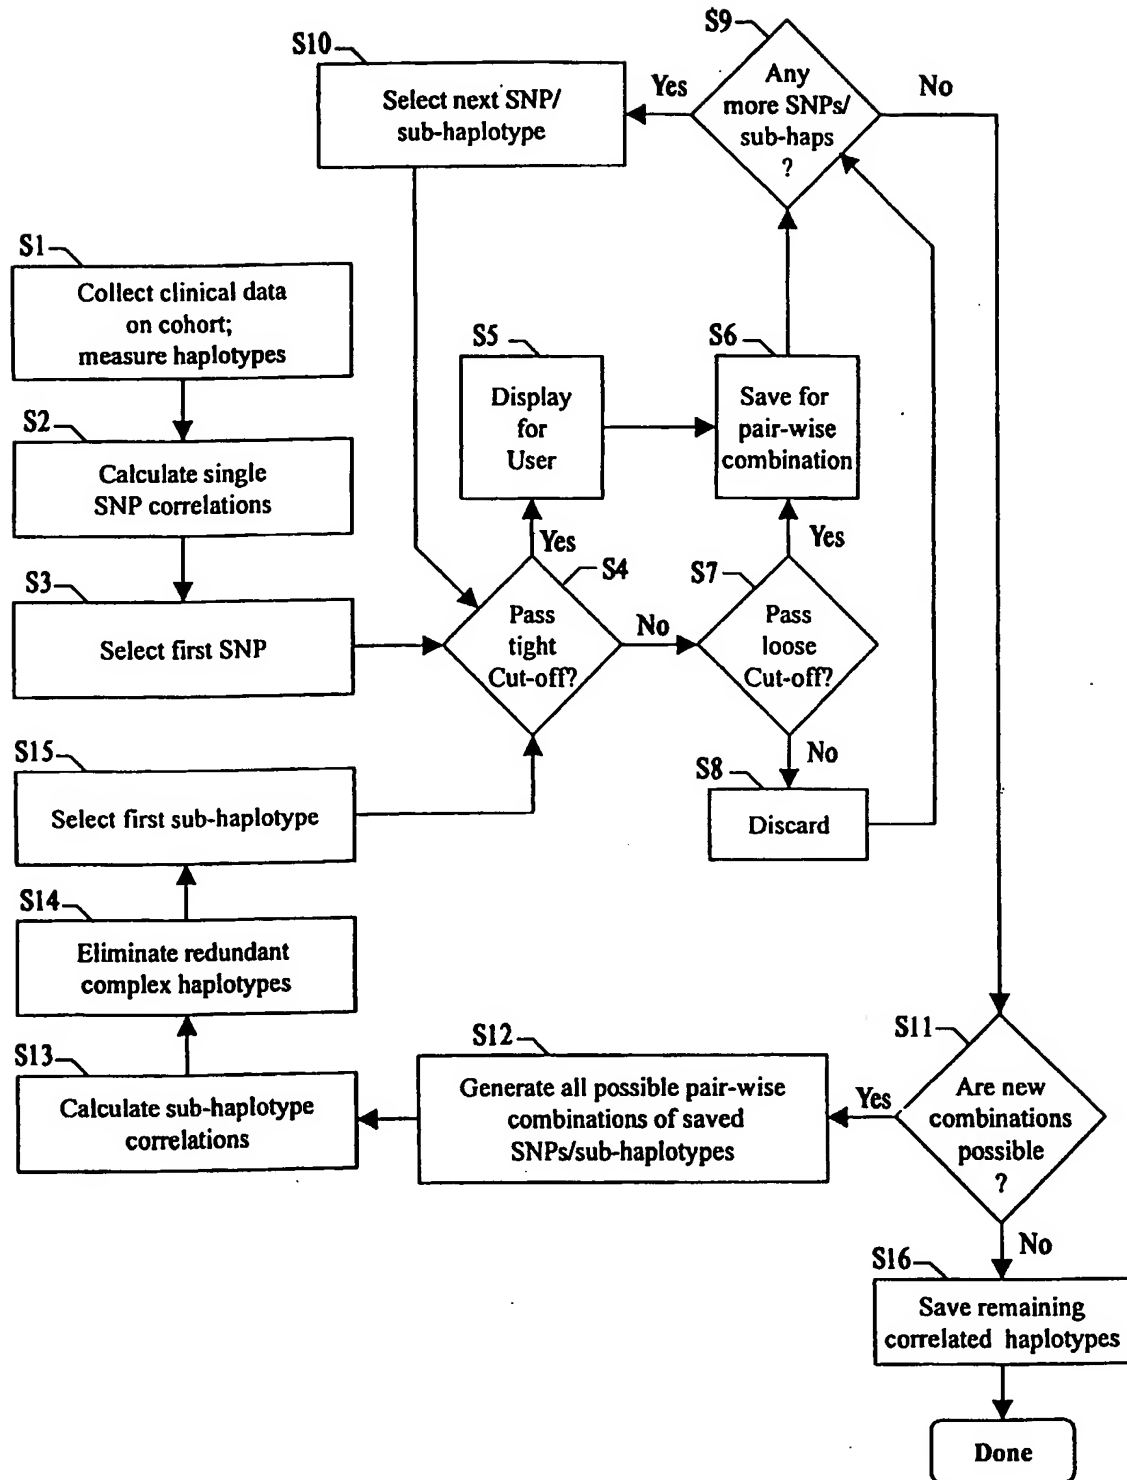 S9
S10
Any
more SNPs/
sub-haps
?
Yes
No
Select next SNP/
sub-haplotype
S1
Collect clinical data
on cohort;
measure haplotypes
S5
Display
for
User
S6
Save for
pair-wise
combination
S2
Calculate single
SNP correlations
Yes
Yes
S3
Select first SNP
S4
Pass
tight
Cut-off?
No
S7
Pass
loose
Cut-off?
No
S15
Select first sub-haplotype
S8
Discard
S14
Eliminate redundant
complex haplotypes
S13
Calculate sub-haplotype
correlations
S12
Generate all possible pair-wise
combinations of saved
SNPs/sub-haplotypes
Yes
S11
Are new
combinations
possible
?
No
S16
Save remaining
correlated haplotypes
Done